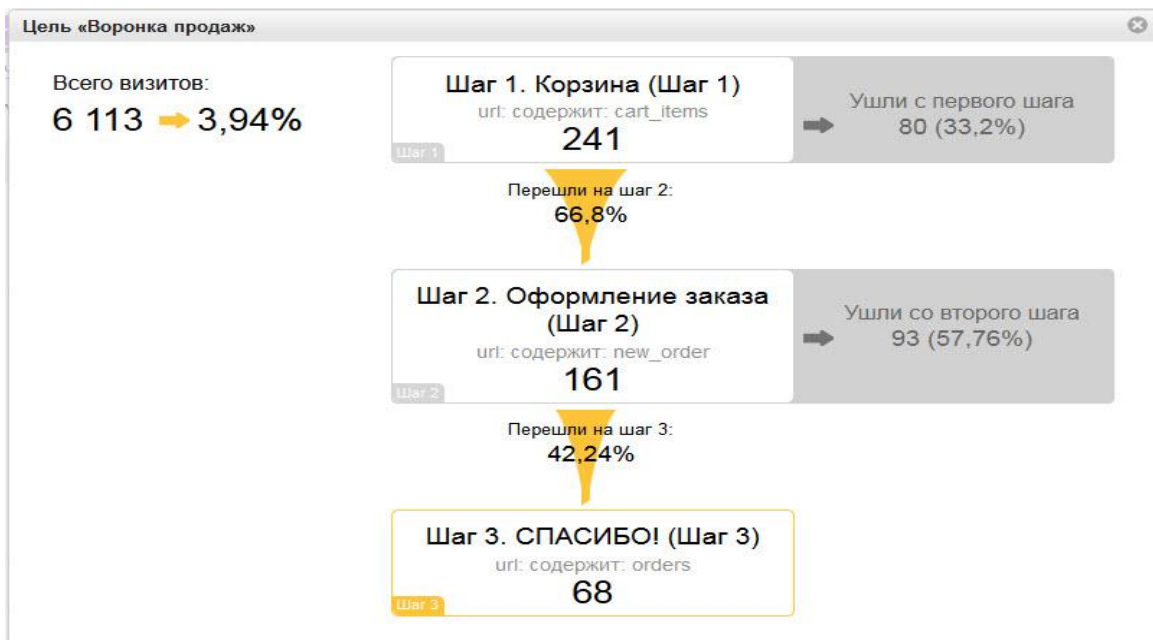 Цель «Воронка продаж»
Всего визитов:
6 113 3,94%
Шаг 1. Корзина (Шаг 1)
url: содержит: cart_items
241
Шаг 1
Ушли с первого шага
80 (33,2%)
Перешли на шаг 2:
66,8%
Шаг 2. Оформление заказа
(Шаг 2)
url: содержит: new_order
161
Шаг 2
Ушли со второго шага
93 (57,76%)
Перешли на шаг 3:
42,24%
Шаг 3. СПАСИБО! (Шаг 3)
url: содержит: orders
68
Шаг 3